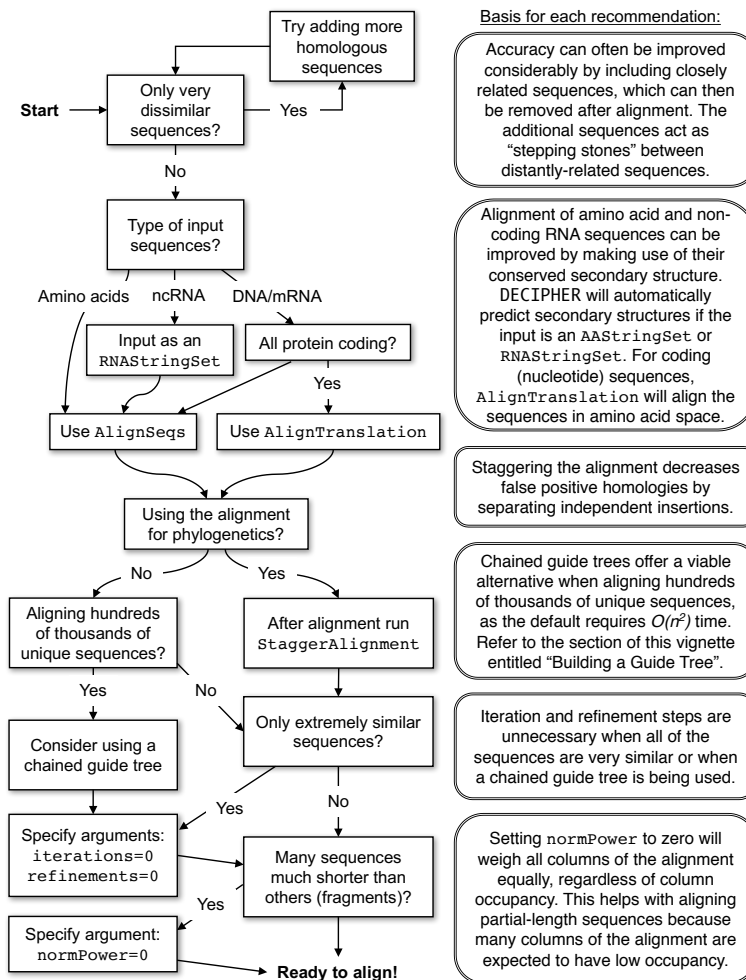 Basis for each recommendation:
Try adding more
homologous
sequences
Start
Only very
dissimilar
sequences?
Yes
No
Accuracy can often be improved
considerably by including closely
related sequences, which can then
be removed after alignment. The
additional sequences act as
“stepping stones” between
distantly-related sequences.
Type of input
sequences?
Amino acids
ncRNA
DNA/mRNA
Input as an
RNAStringSet
All protein coding?
Yes
Use AlignSeqs
Use AlignTranslation
Alignment of amino acid and non-
coding RNA sequences can be
improved by making use of their
conserved secondary structure.
DECIPHER will automatically
predict secondary structures if the
input is an AAStringSet or
RNAStringSet. For coding
(nucleotide) sequences,
AlignTranslation will align the
sequences in amino acid space.
Using the alignment
for phylogenetics?
No
Yes
Staggering the alignment decreases
false positive homologies by
separating independent insertions.
Aligning hundreds
of thousands of
unique sequences?
After alignment run
StaggerAlignment
Yes
No
Chained guide trees offer a viable
alternative when aligning hundreds
of thousands of unique sequences,
as the default requires O(n²) time.
Refer to the section of this vignette
entitled “Building a Guide Tree”.
Consider using a
chained guide tree
Only extremely similar
sequences?
Yes
No
Iteration and refinement steps are
unnecessary when all of the
sequences are very similar or when
a chained guide tree is being used.
Specify arguments:
iterations=0
refinements=0
Many sequences
much shorter than
others (fragments)?
Yes
Specify argument:
normPower=0
Ready to align!
Setting normPower to zero will
weigh all columns of the alignment
equally, regardless of column
occupancy. This helps with aligning
partial-length sequences because
many columns of the alignment are
expected to have low occupancy.